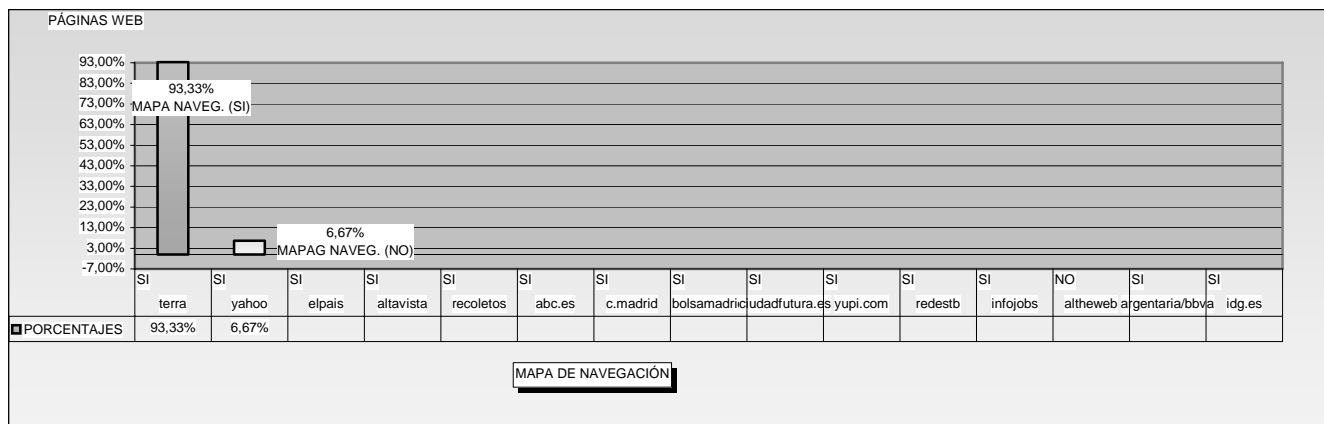 PÁGINAS WEB
93,00%
83,00%
73,00%
63,00%
53,00%
43,00%
33,00%
23,00%
13,00%
3,00%
-7,00%
93,33%
MAPA NAVEG. (SI)
6,67%
MAPAG NAVEG. (NO)
SI SI SI SI SI SI SI SI SI SI SI SI NO SI SI
terra yahoo elpais altavista recoletos abc.es c.madrid bolsamadric iudadfutura.es yupi.com redestb infojobs altheweb argentaria/bbva idg.es
PORCENTAJES 93,33% 6,67%
MAPA DE NAVEGACIÓN